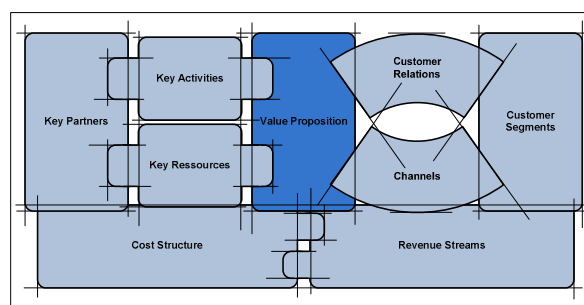 Key Partners
Key Activities
Key Ressources
Value Proposition
Customer
Relations
Channels
Customer
Segments
Cost Structure
Revenue Streams